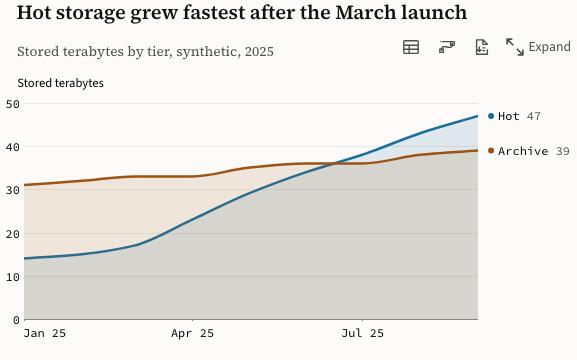 Hot storage grew fastest after the March launch
Stored terabytes by tier, synthetic, 2025
Expand
Stored terabytes
50
Hot 47
40
Archive 39
30
20
10
0
Jan 25 Apr 25 Jul 25